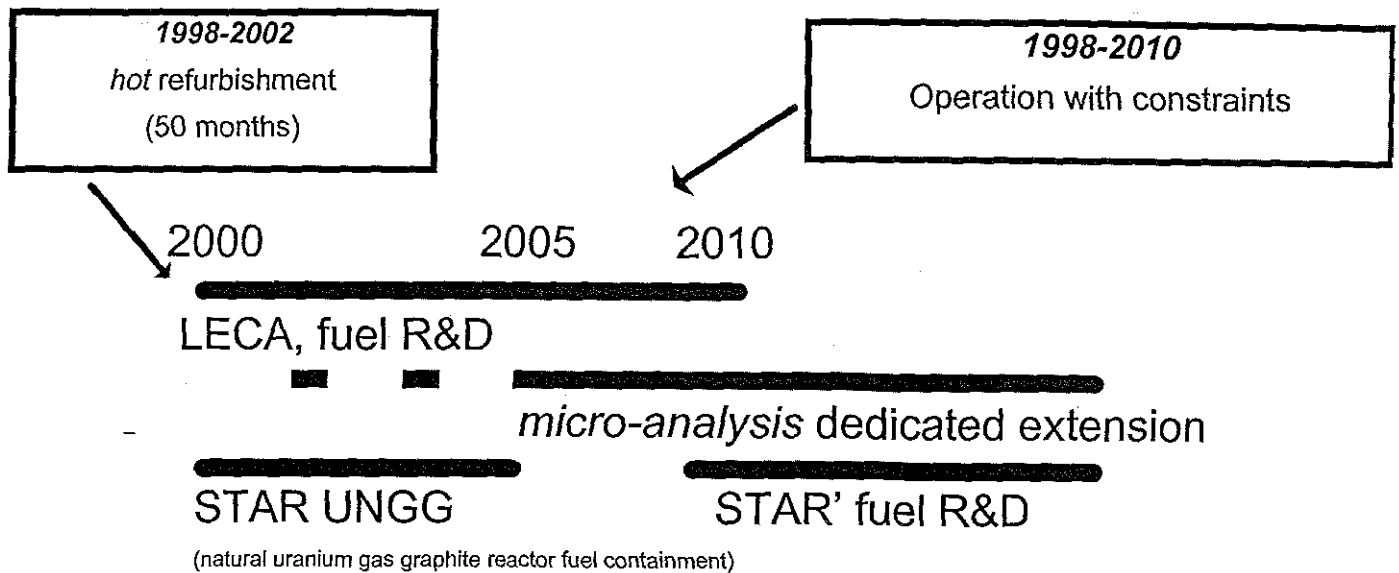 1998-2002
hot refurbishment
(50 months)
1998-2010
Operation with constraints
2000 2005 2010
LECA, fuel R&D
micro-analysis dedicated extension
STAR UNGG STAR' fuel R&D
(natural uranium gas graphite reactor fuel containment)